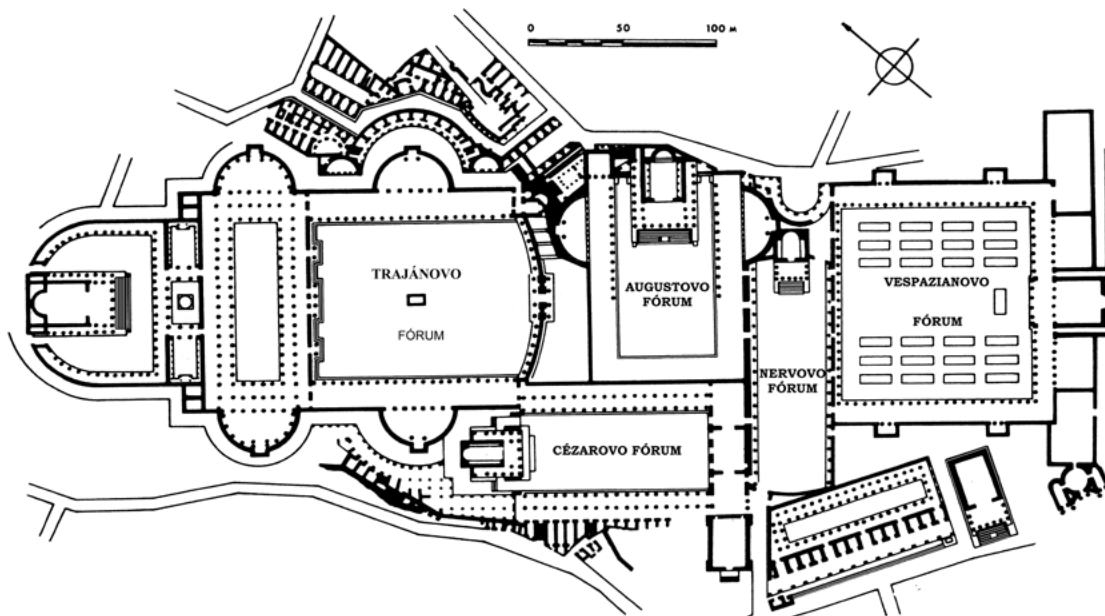 0 50 100 м
TRAJÁNOVO
FÓRUM
AUGUSTOVO
FÓRUM
VESPAZIANOVO
FÓRUM
NERVOVO
FÓRUM
CÉZAROVO FÓRUM